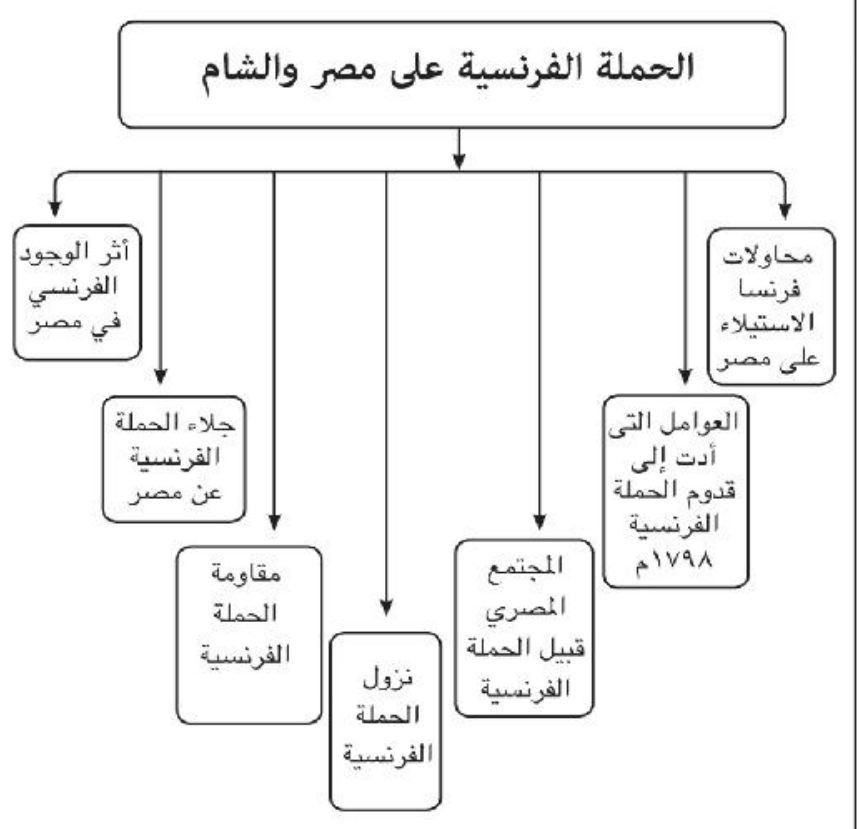 الحملة الفرنسية على مصر والشام
محاولات
فرنسا
الاستيلاء
على مصر
العوامل التى
أدت إلى
قدوم الحملة
الفرنسية
١٧٩٨م
المجتمع
المصري
قبيل الحملة
الفرنسية
نزول
الحملة
الفرنسية
مقاومة
الحملة
الفرنسية
جلاء الحملة
الفرنسية
عن مصر
أثر الوجود
الفرنسي
في مصر